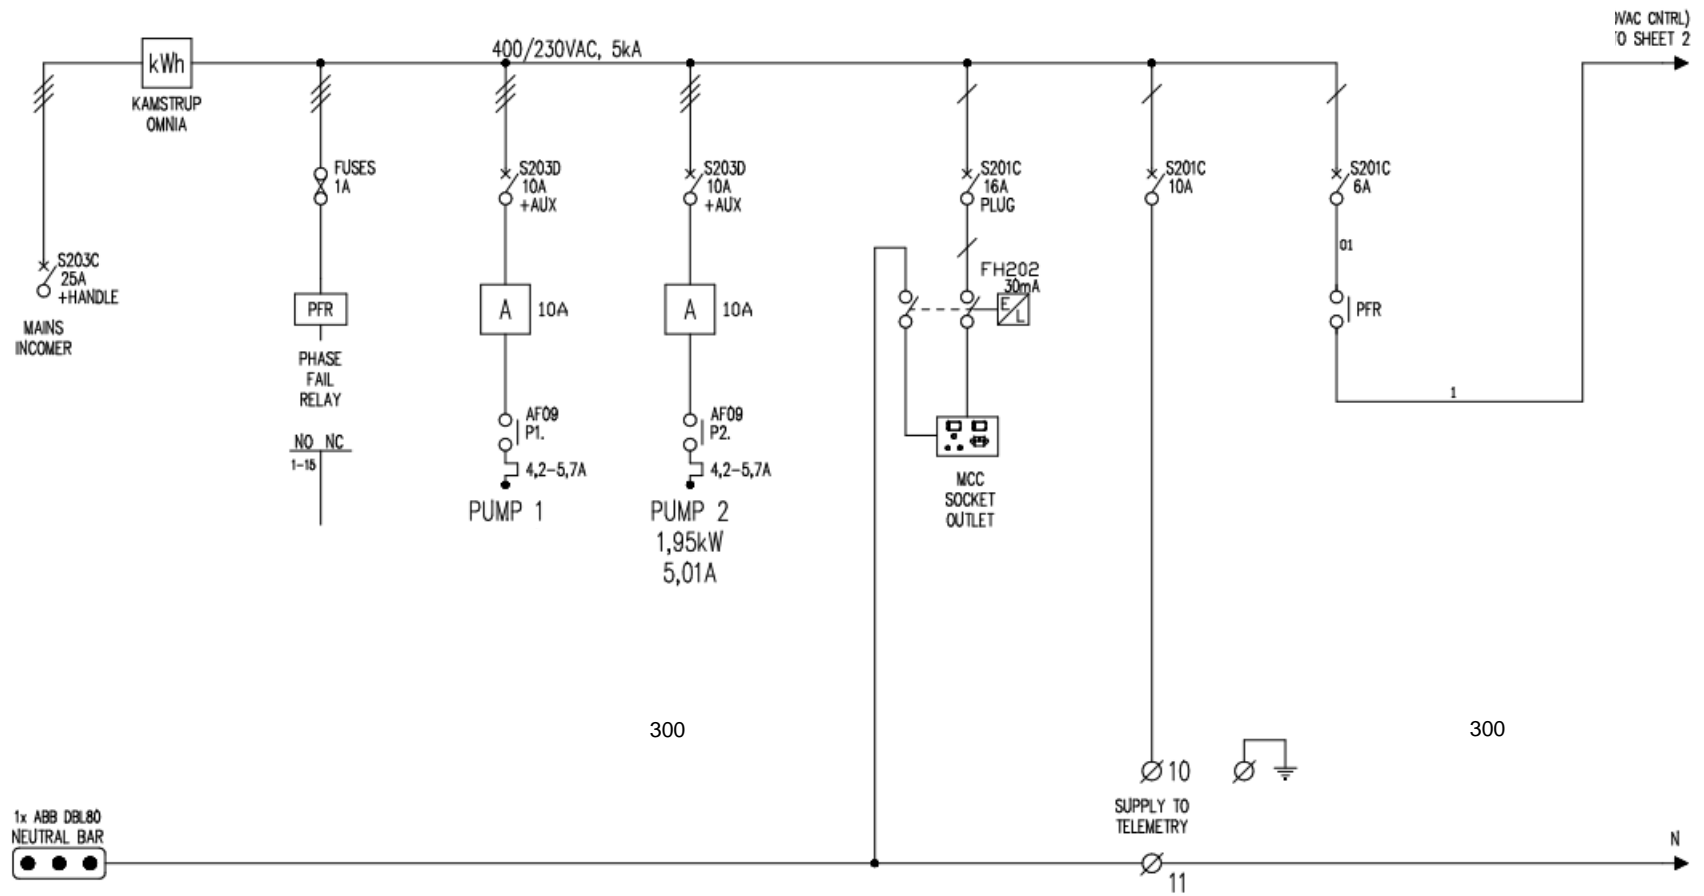 )VAC CNTRL)
TO SHEET 2
400/230VAC, 5kA
kWh
KAMSTRUP
OMNIA
FUSES
1A
S203D
10A
+AUX
S203D
10A
+AUX
S201C
16A
PLUG
S201C
10A
S201C
6A
01
S203C
25A
+HANDLE
MAINS
INCOMER
PFR
PHASE
FAIL
RELAY
NO NC
1-15
A
10A
A
10A
FH202
30mA
E
L
PFR
1
AF09
P1.
4,2-5,7A
PUMP 1
AF09
P2.
4,2-5,7A
PUMP 2
1,95kW
5,01A
MCC
SOCKET
OUTLET
300
300
10
SUPPLY TO
TELEMETRY
1x ABB DBL80
NEUTRAL BAR
11
N